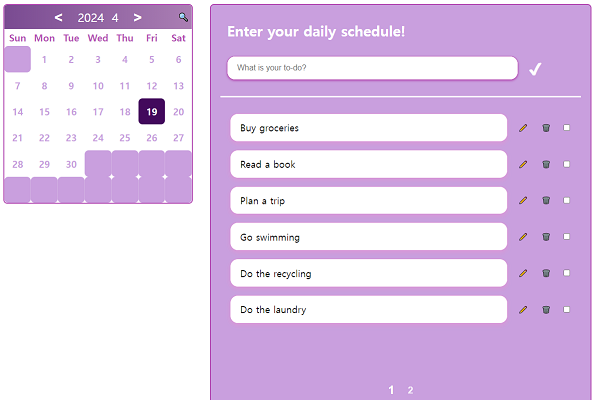 < 2024 4 >
Sun Mon Tue Wed Thu Fri Sat
1 2 3 4 5 6
7 8 9 10 11 12 13
14 15 16 17 18 19 20
21 22 23 24 25 26 27
28 29 30
Enter your daily schedule!
What is your to-do?
Buy groceries
Read a book
Plan a trip
Go swimming
Do the recycling
Do the laundry
1 2